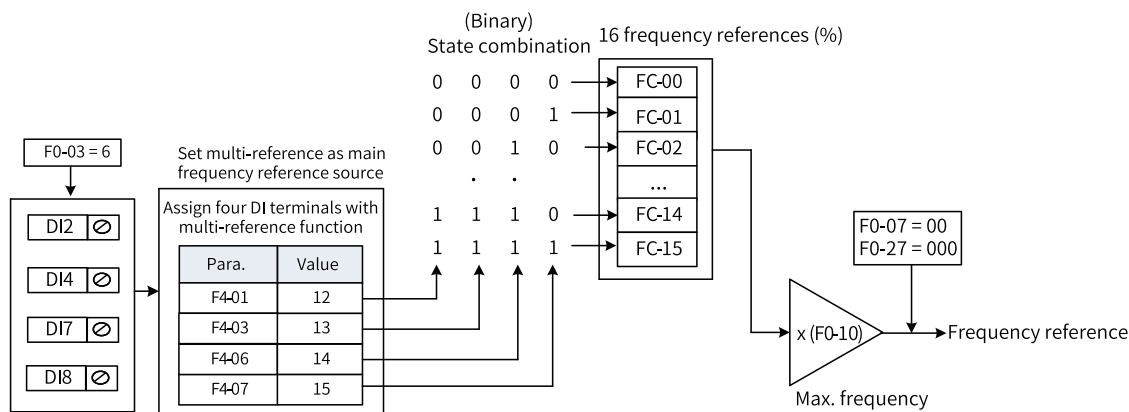 (Binary)
State combination
16 frequency references (%)
0 0 0 0
FC-00
0 0 0 1
FC-01
0 0 1 0
FC-02
. .
...
1 1 1 0
FC-14
1 1 1 1
FC-15
F0-03 = 6
Set multi-reference as main
frequency reference source
DI2
DI4
DI7
DI8
Assign four DI terminals with
multi-reference function
Para. Value
F4-01 12
F4-03 13
F4-06 14
F4-07 15
F0-07 = 00
F0-27 = 000
x (F0-10)
Frequency reference
Max. frequency